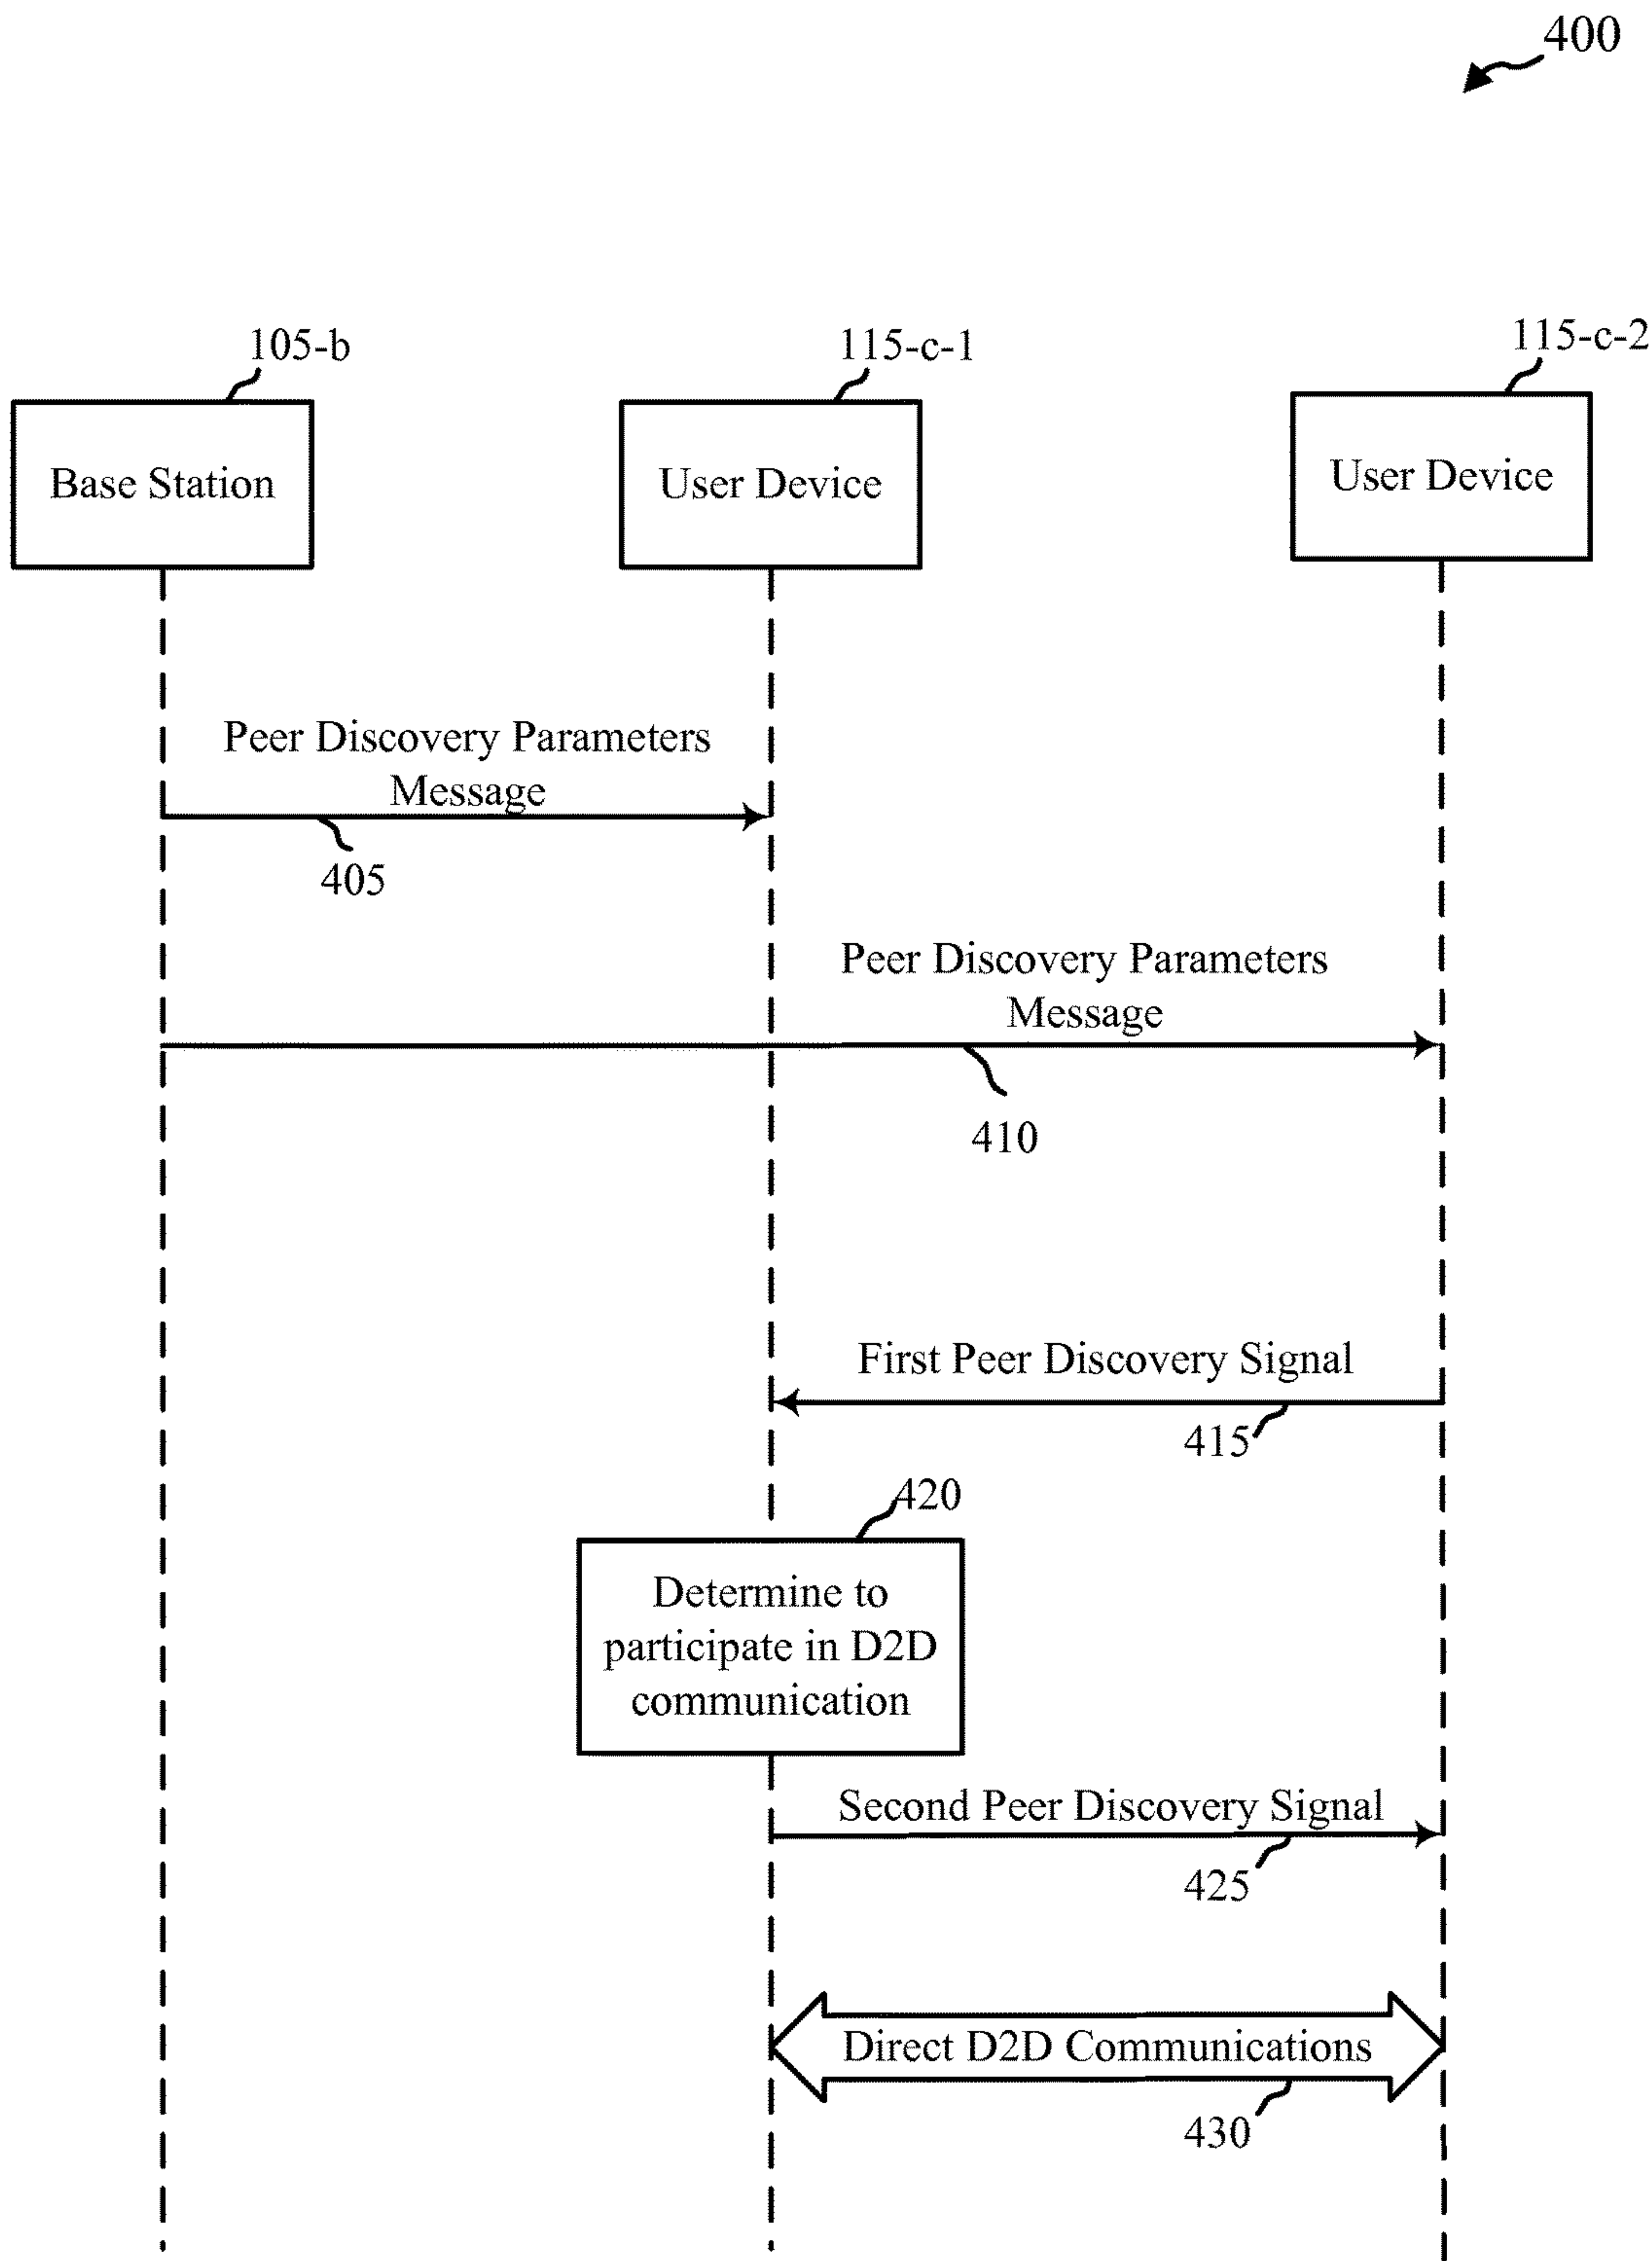 400
105-b
115-c-1
115-c-2
Base Station
User Device
User Device
Peer Discovery Parameters
Message
405
Peer Discovery Parameters
Message
410
First Peer Discovery Signal
415
420
Determine to
participate in D2D
communication
Second Peer Discovery Signal
425
Direct D2D Communications
430